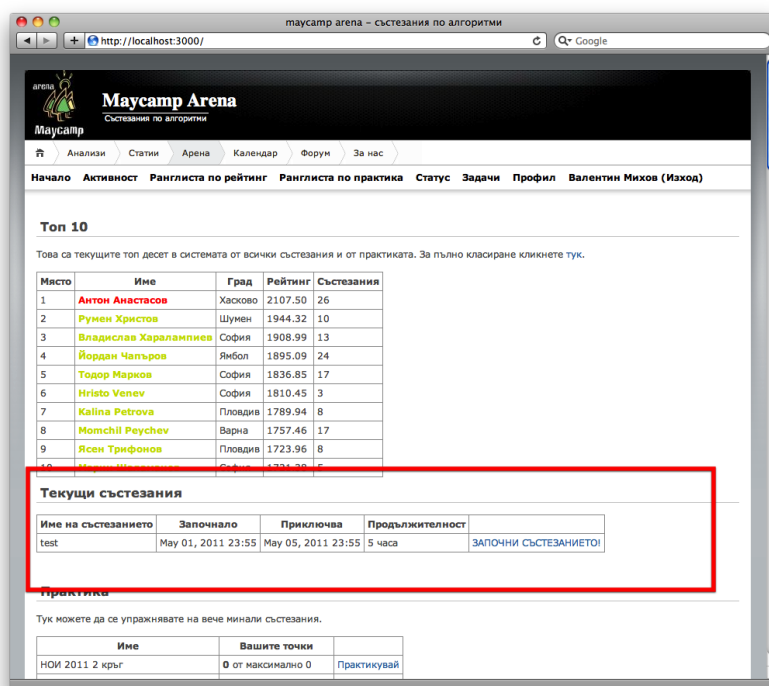 maycamp arena – състезания по алгоритми
http://localhost:3000/
Google
arena
Maycamp
Maycamp Arena
Състезания по алгоритми
Анализи Статии Арена Календар Форум За нас
Начало Активност Ранглиста по рейтинг Ранглиста по практика Статус Задачи Профил Валентин Михов (Изход)
Топ 10
Това са текущите топ десет в системата от всички състезания и от практиката. За пълно класиране кликнете тук.
Място Име Град Рейтинг Състезания
1 Антон Анастасов Хасково 2107.50 26
2 Румен Христов Шумен 1944.32 10
3 Владислав Харалампиев София 1908.99 13
4 Йордан Чапъров Ямбол 1895.09 24
5 Тодор Марков София 1836.85 17
6 Hristo Venev София 1810.45 3
7 Kalina Petrova Пловдив 1789.94 8
8 Momchil Peychev Варна 1757.46 17
9 Ясен Трифонов Пловдив 1723.96 8
10 София 5
Текущи състезания
Име на състезанието Започнало Приключва Продължителност
test May 01, 2011 23:55 May 05, 2011 23:55 5 часа ЗАПОЧНИ СЪСТЕЗАНИЕТО!
Практика
Тук можете да се упражнявате на вече минали състезания.
Име Вашите точки
НОИ 2011 2 кръг 0 от максимално 0 Практикувай